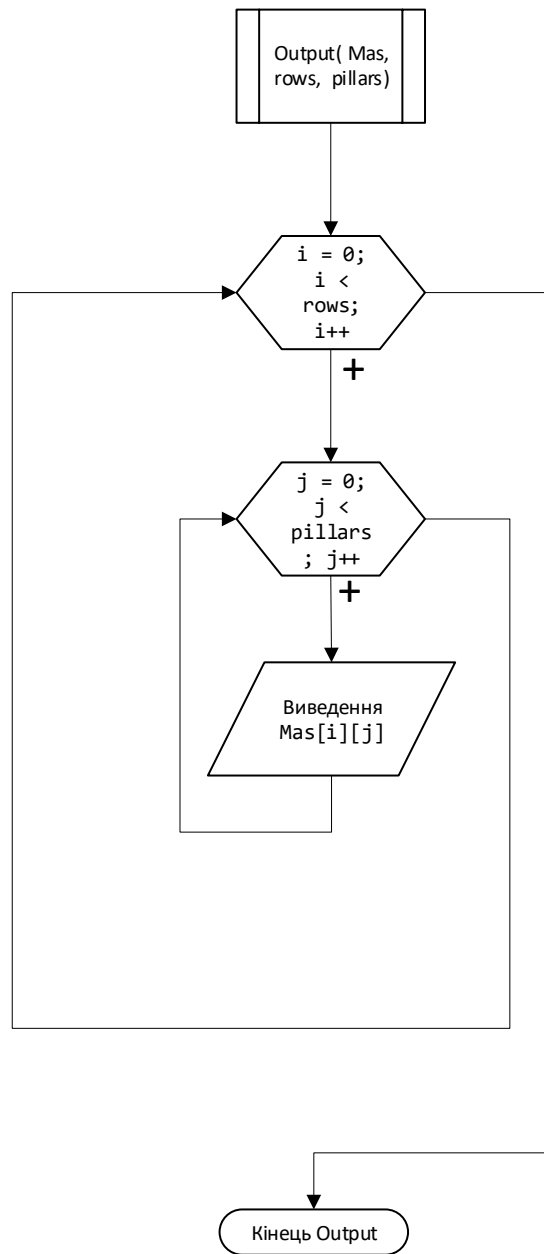 Output( Mas,
rows, pillars)
i = 0;
i <
rows;
i++
+
j = 0;
j <
pillars
; j++
+
Виведення
Mas[i][j]
Кінець Output